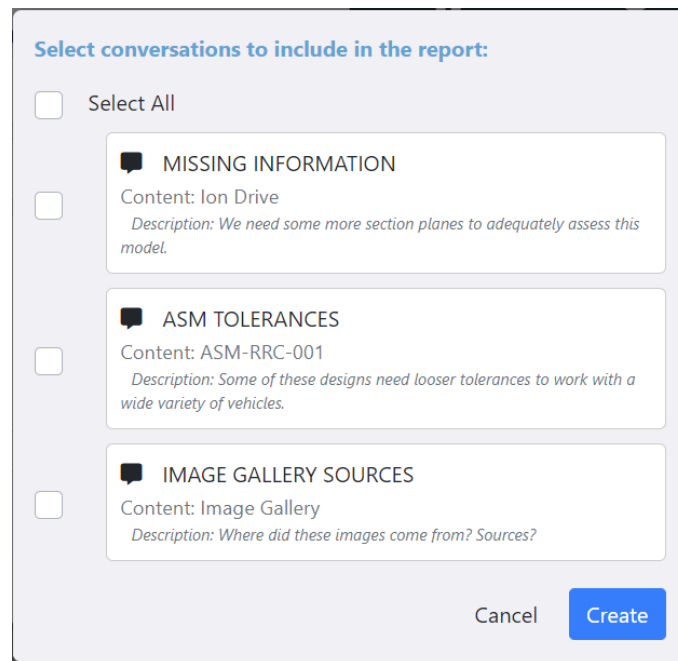 Select conversations to include in the report:
Select All
MISSING INFORMATION
Content: Ion Drive
Description: We need some more section planes to adequately assess this
model.
ASM TOLERANCES
Content: ASM-RRC-001
Description: Some of these designs need looser tolerances to work with a
wide variety of vehicles.
IMAGE GALLERY SOURCES
Content: Image Gallery
Description: Where did these images come from? Sources?
Cancel
Create